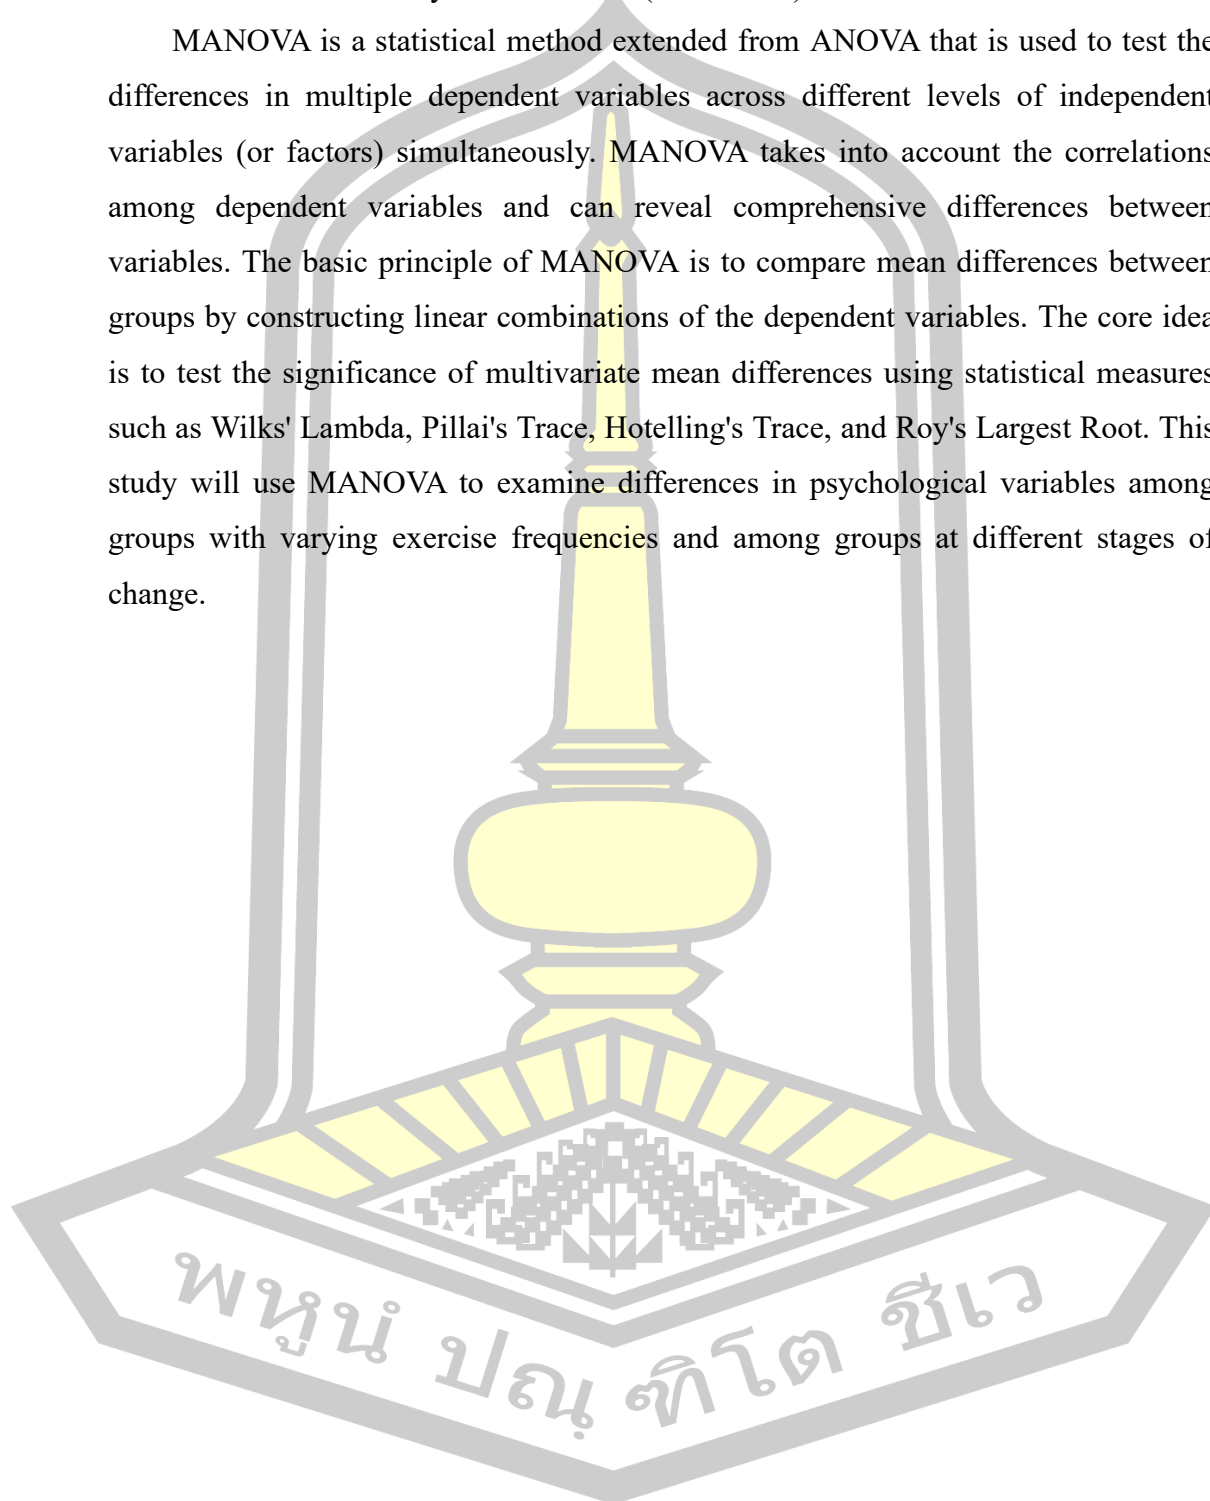 MANOVA is a statistical method extended from ANOVA that is used to test the
differences in multiple dependent variables across different levels of independent
variables (or factors) simultaneously. MANOVA takes into account the correlations
among dependent variables and can reveal comprehensive differences between
variables. The basic principle of MANOVA is to compare mean differences between
groups by constructing linear combinations of the dependent variables. The core idea
is to test the significance of multivariate mean differences using statistical measures
such as Wilks' Lambda, Pillai's Trace, Hotelling's Trace, and Roy's Largest Root. This
study will use MANOVA to examine differences in psychological variables among
groups with varying exercise frequencies and among groups at different stages of
change.
พหูนํ ปณฺฑิโต ชีเว